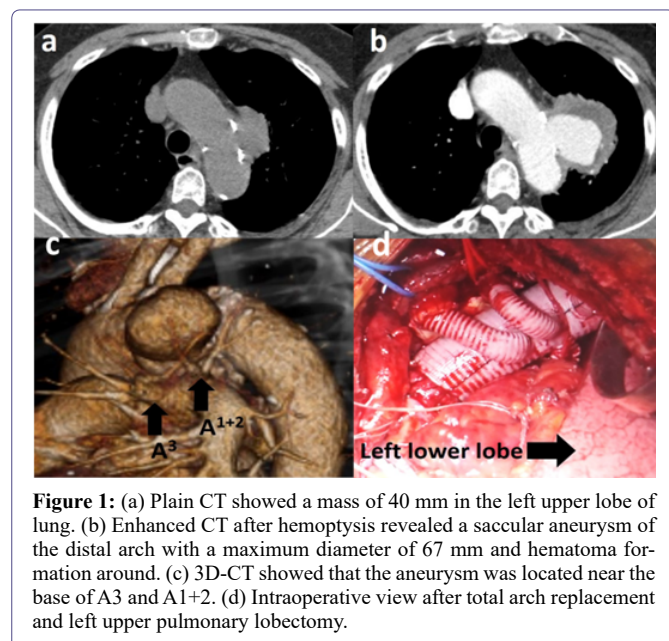 a
b
c
A3
A1+2
d
Left lower lobe
Figure 1: (a) Plain CT showed a mass of 40 mm in the left upper lobe of
lung. (b) Enhanced CT after hemoptysis revealed a saccular aneurysm of
the distal arch with a maximum diameter of 67 mm and hematoma for-
mation around. (c) 3D-CT showed that the aneurysm was located near the
base of A3 and A1+2. (d) Intraoperative view after total arch replacement
and left upper pulmonary lobectomy.